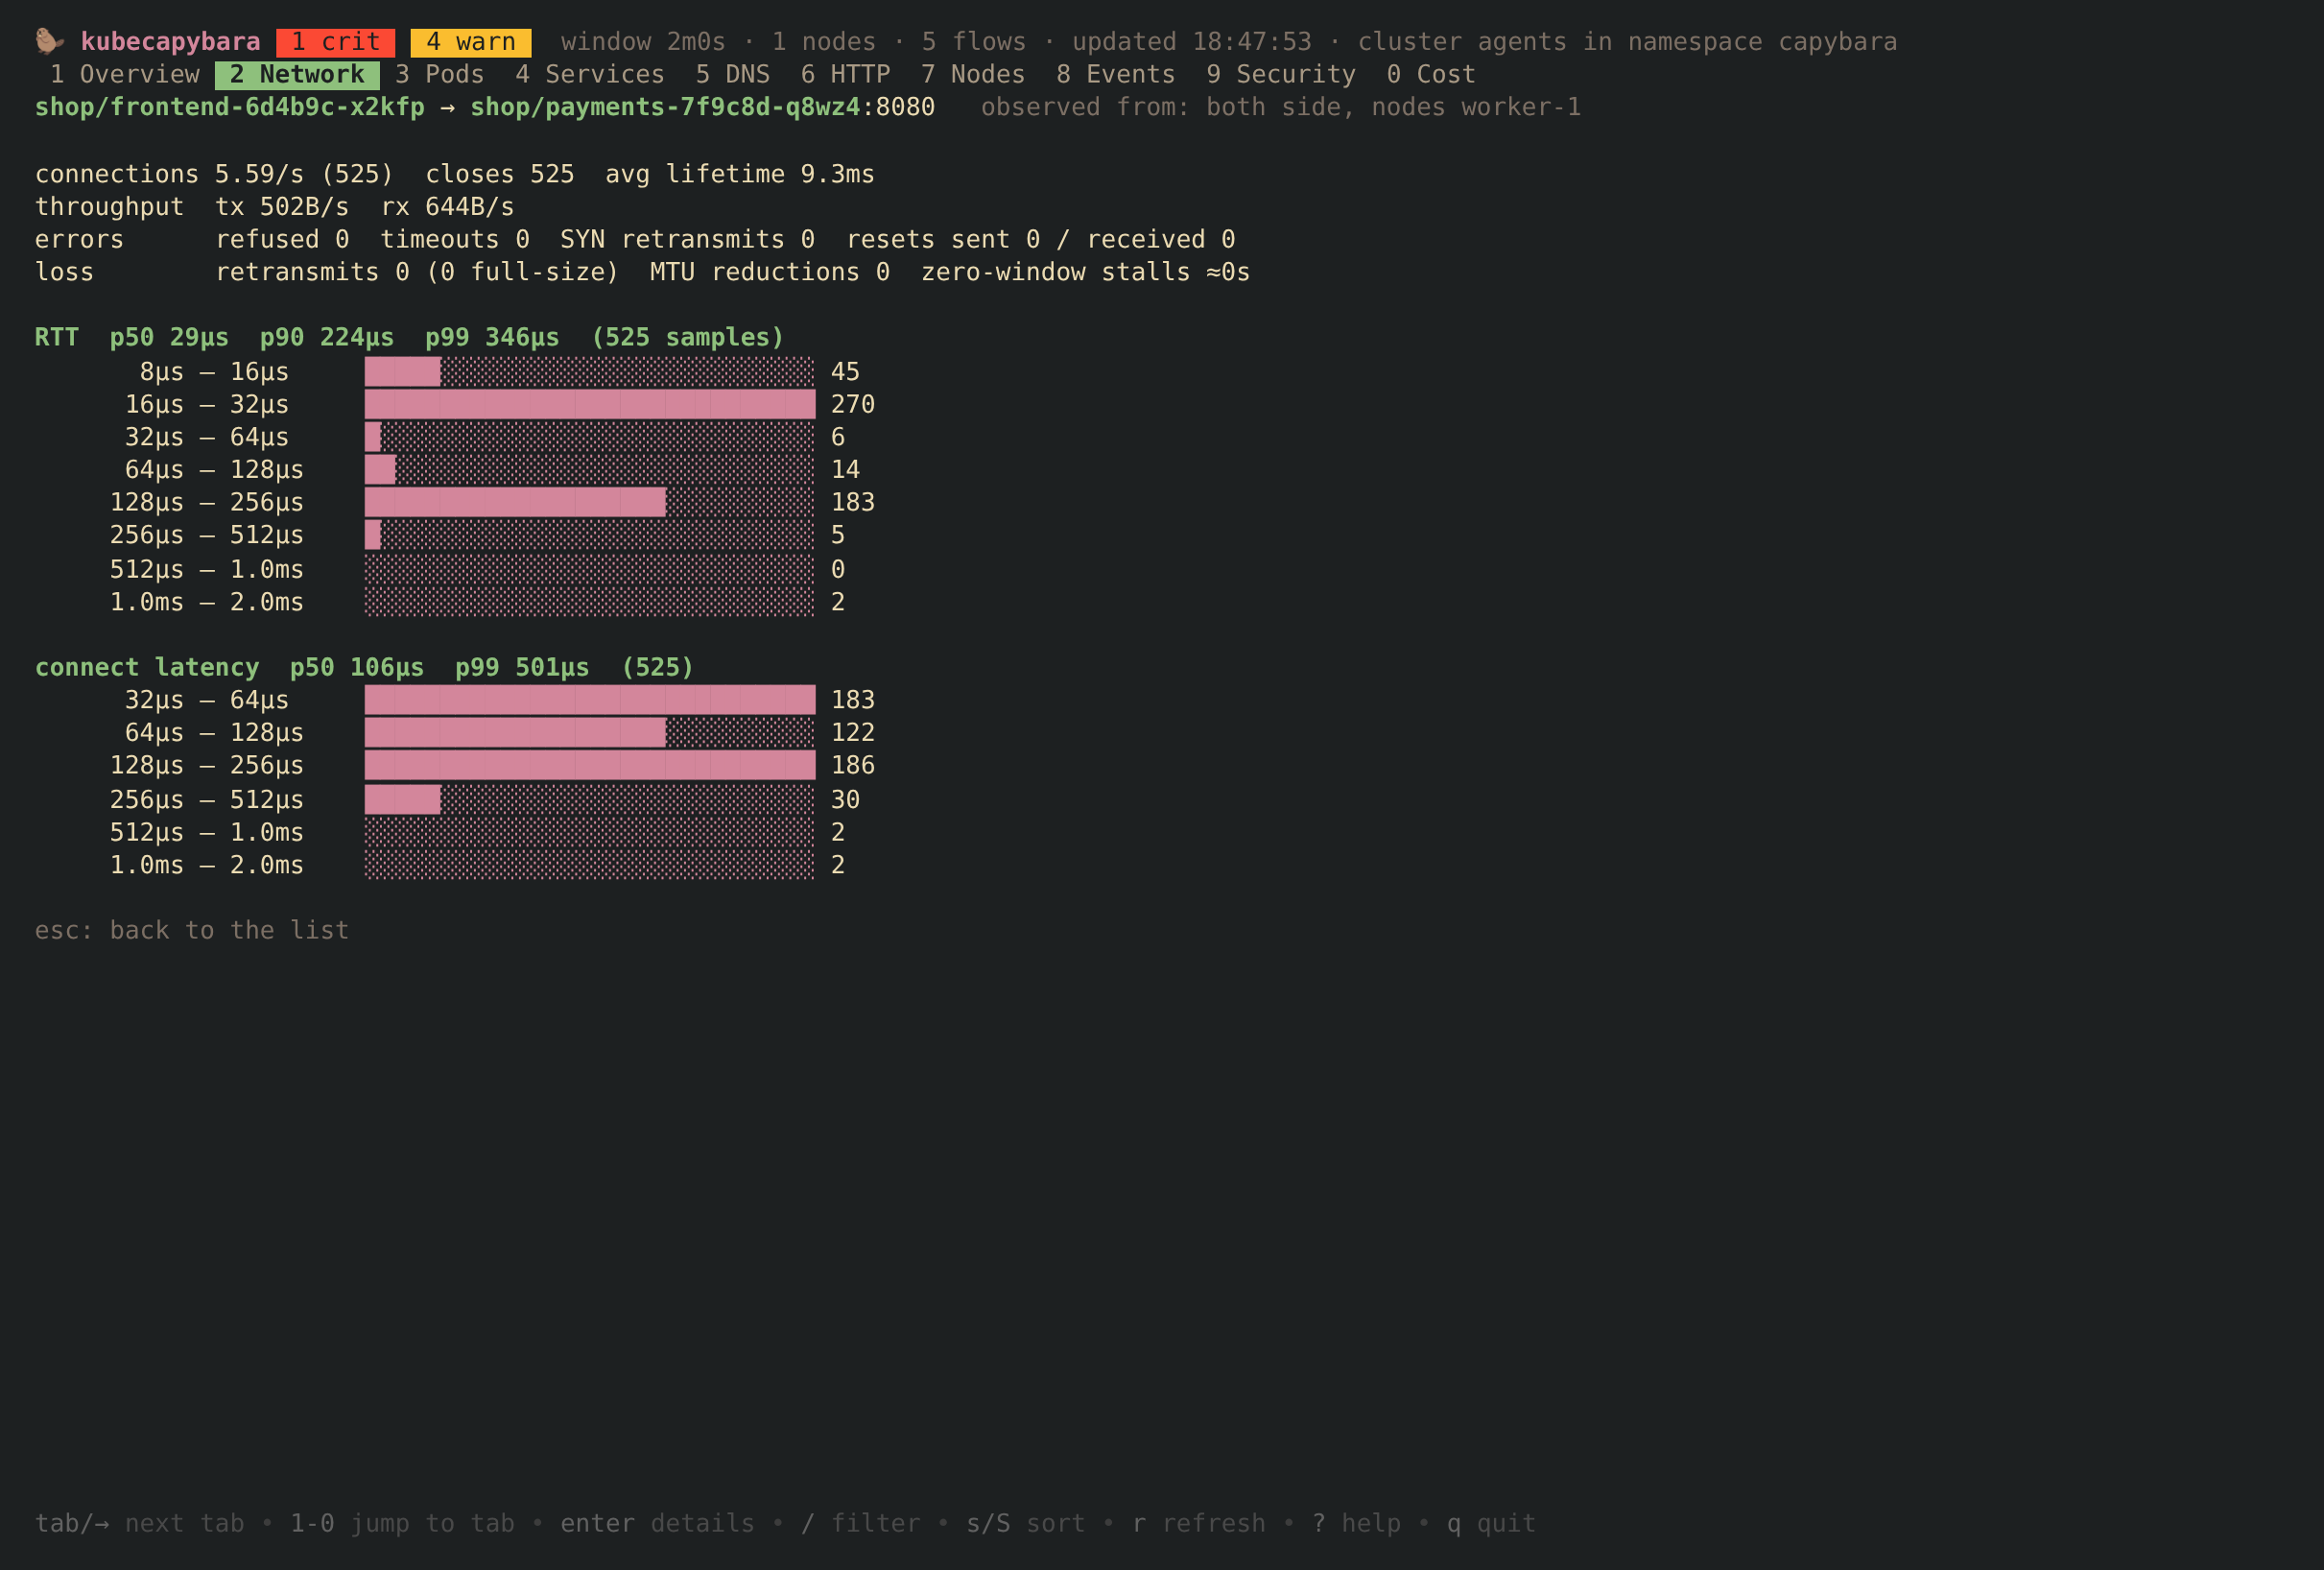 kubecapybara 1 crit 4 warn window 2m0s · 1 nodes · 5 flows · updated 18:47:53 · cluster agents in namespace capybara
1 Overview 2 Network 3 Pods 4 Services 5 DNS 6 HTTP 7 Nodes 8 Events 9 Security 0 Cost
shop/frontend-6d4b9c-x2kfp → shop/payments-7f9c8d-q8wz4:8080 observed from: both side, nodes worker-1
connections 5.59/s (525) closes 525 avg lifetime 9.3ms
throughput tx 502B/s rx 644B/s
errors refused 0 timeouts 0 SYN retransmits 0 resets sent 0 / received 0
loss retransmits 0 (0 full-size) MTU reductions 0 zero-window stalls ≈0s
RTT p50 29µs p90 224µs p99 346µs (525 samples)
8µs – 16µs 45
16µs – 32µs 270
32µs – 64µs 6
64µs – 128µs 14
128µs – 256µs 183
256µs – 512µs 5
512µs – 1.0ms 0
1.0ms – 2.0ms 2
connect latency p50 106µs p99 501µs (525)
32µs – 64µs 183
64µs – 128µs 122
128µs – 256µs 186
256µs – 512µs 30
512µs – 1.0ms 2
1.0ms – 2.0ms 2
esc: back to the list
tab/→ next tab • 1-0 jump to tab • enter details • / filter • s/S sort • r refresh • ? help • q quit